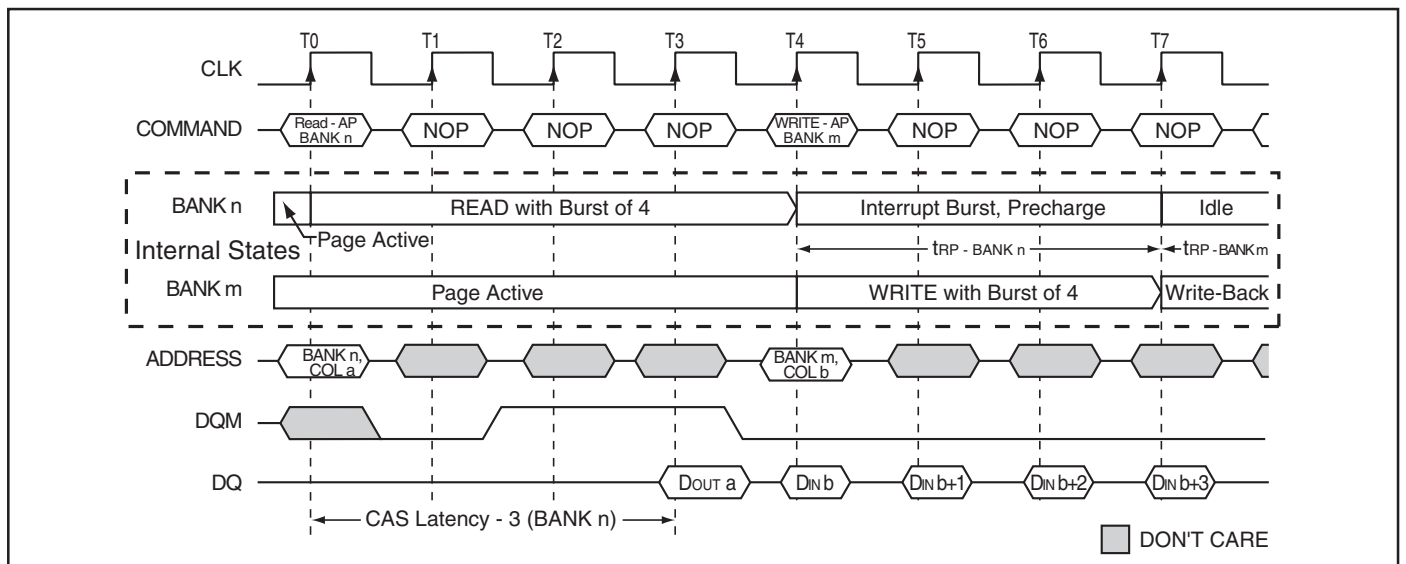 T0 T1 T2 T3 T4 T5 T6 T7
CLK
COMMAND Read - AP NOP NOP NOP WRITE - AP NOP NOP NOP
BANK n BANK m
BANK n READ with Burst of 4 Interrupt Burst, Precharge Idle
Page Active tRP - BANK n tRP - BANK m
Internal States
BANK m Page Active WRITE with Burst of 4 Write-Back
ADDRESS BANK n, BANK m,
COL a COL b
DQM
DQ DOUT a DIN b DIN b+1 DIN b+2 DIN b+3
CAS Latency - 3 (BANK n)
DON'T CARE